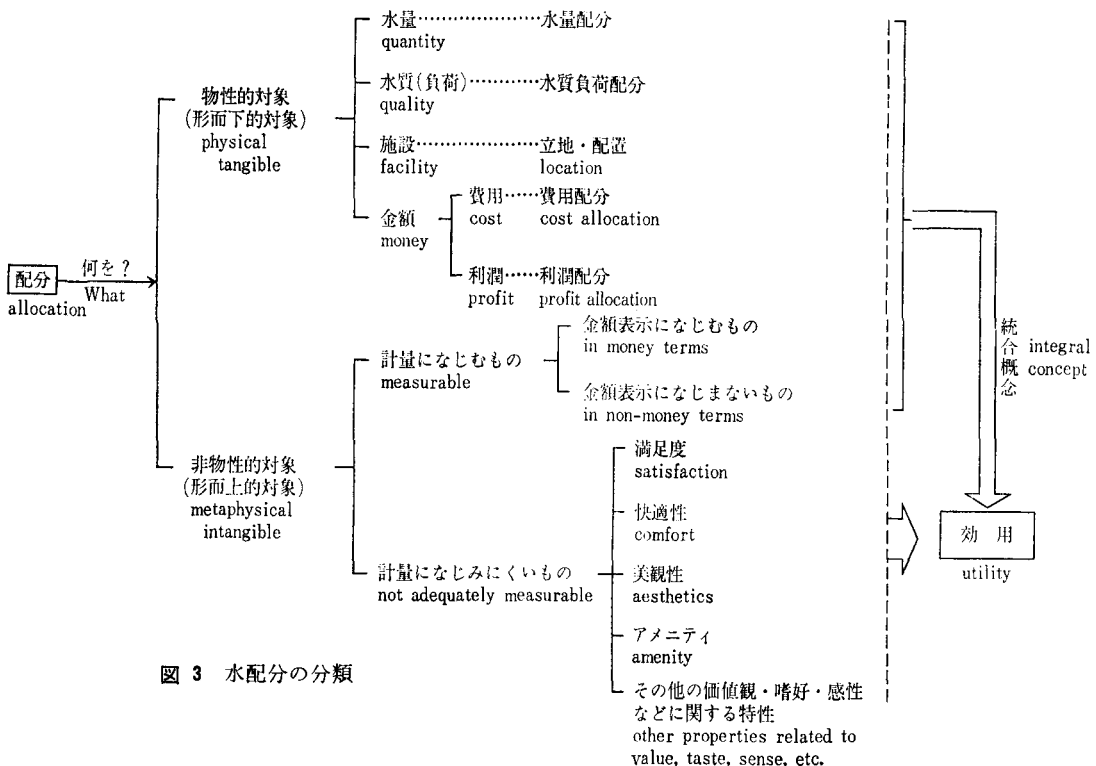 水量…………………水量配分
quantity
水質(負荷)…………水質負荷配分
quality
物性的対象
(形而下的対象)
physical
tangible
施設…………………立地・配置
facility location
費用……費用配分
cost cost allocation
金額
money
利潤……利潤配分
profit profit allocation
配分 何を?
allocation What
金額表示になじむもの
in money terms
計量になじむもの
measurable
金額表示になじまないもの
in non-money terms
統合概念 integral
concept
非物性的対象
(形而上的対象)
metaphysical
intangible
満足度
satisfaction
快適性
comfort
効用
utility
計量になじみにくいもの
not adequately measurable
美観性
aesthetics
アメニティ
amenity
その他の価値観・嗜好・感性
などに関する特性
other properties related to
value, taste, sense, etc.
図 3 水配分の分類